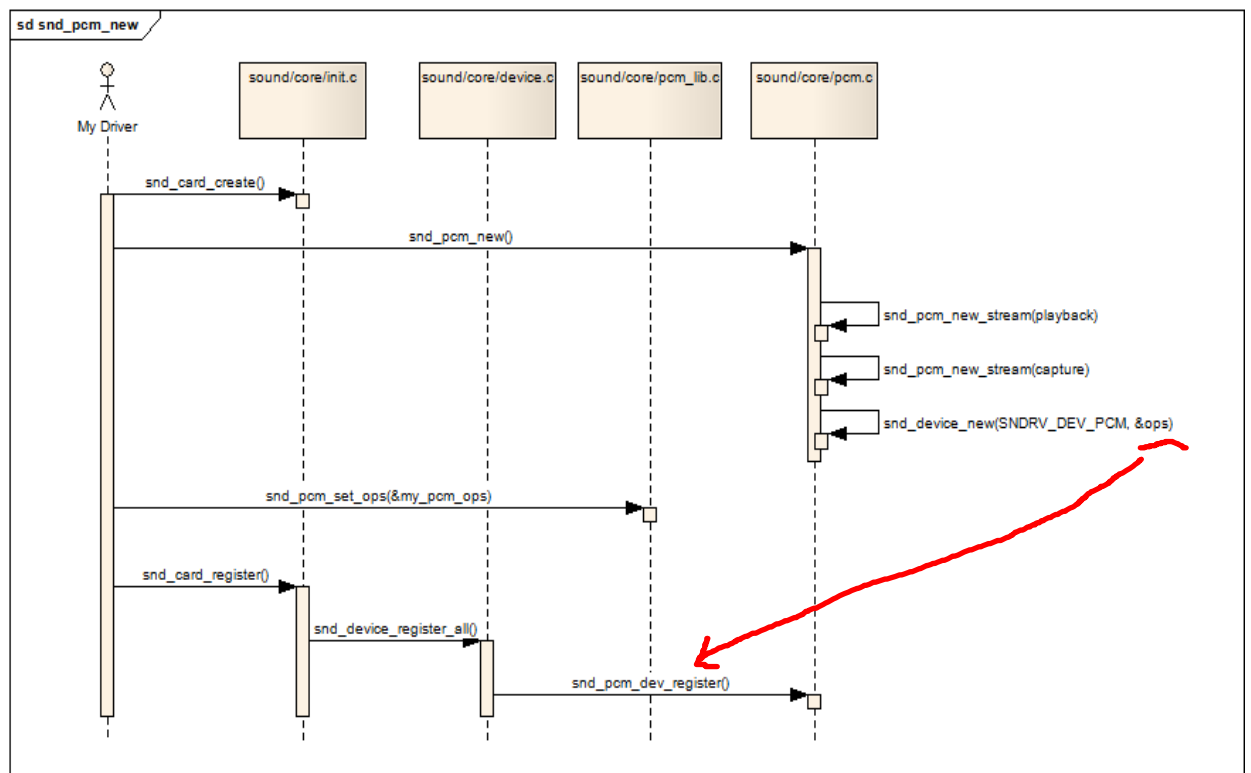 sd snd_pcm_new
My Driver
sound/core/init.c
sound/core/device.c
sound/core/pcm_lib.c
sound/core/pcm.c
snd_card_create()
snd_pcm_new()
snd_pcm_new_stream(playback)
snd_pcm_new_stream(capture)
snd_device_new(SNDRV_DEV_PCM, &ops)
snd_pcm_set_ops(&my_pcm_ops)
snd_card_register()
snd_device_register_all()
snd_pcm_dev_register()